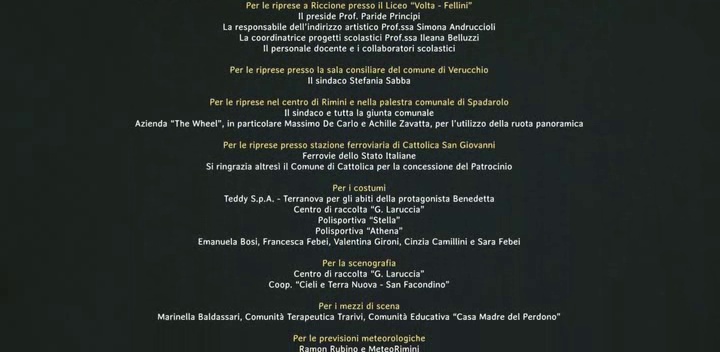 Per le riprese a Riccione presso il Liceo “Volta - Fellini”
Il preside Prof. Paride Principi
La responsabile dell’indirizzo artistico Prof.ssa Simona Andruccioli
La coordinatrice progetti scolastici Prof.ssa Ileana Belluzzi
Il personale docente e i collaboratori scolastici
Per le riprese presso la sala consiliare del comune di Verucchio
Il sindaco Stefania Sabba
Per le riprese nel centro di Rimini e nella palestra comunale di Spadarolo
Il sindaco e tutta la giunta comunale
Azienda “The Wheel”, in particolare Massimo De Carlo e Achille Zavatta, per l’utilizzo della ruota panoramica
Per le riprese presso stazione ferroviaria di Cattolica San Giovanni
Ferrovie dello Stato Italiane
Si ringrazia altresì il Comune di Cattolica per la concessione del Patrocinio
Per i costumi
Teddy S.p.A. - Terranova per gli abiti della protagonista Benedetta
Centro di raccolta “G. Laruccia”
Polisportiva “Stella”
Polisportiva “Athena”
Emanuela Bosi, Francesca Febei, Valentina Gironi, Cinzia Camillini e Sara Febei
Per la scenografia
Centro di raccolta “G. Laruccia”
Coop. “Cieli e Terra Nuova - San Facondino”
Per i mezzi di scena
Marinella Baldassari, Comunità Terapeutica Trarivi, Comunità Educativa “Casa Madre del Perdono”
Per le previsioni meteorologiche
Ramon Rubino e MeteoRimini